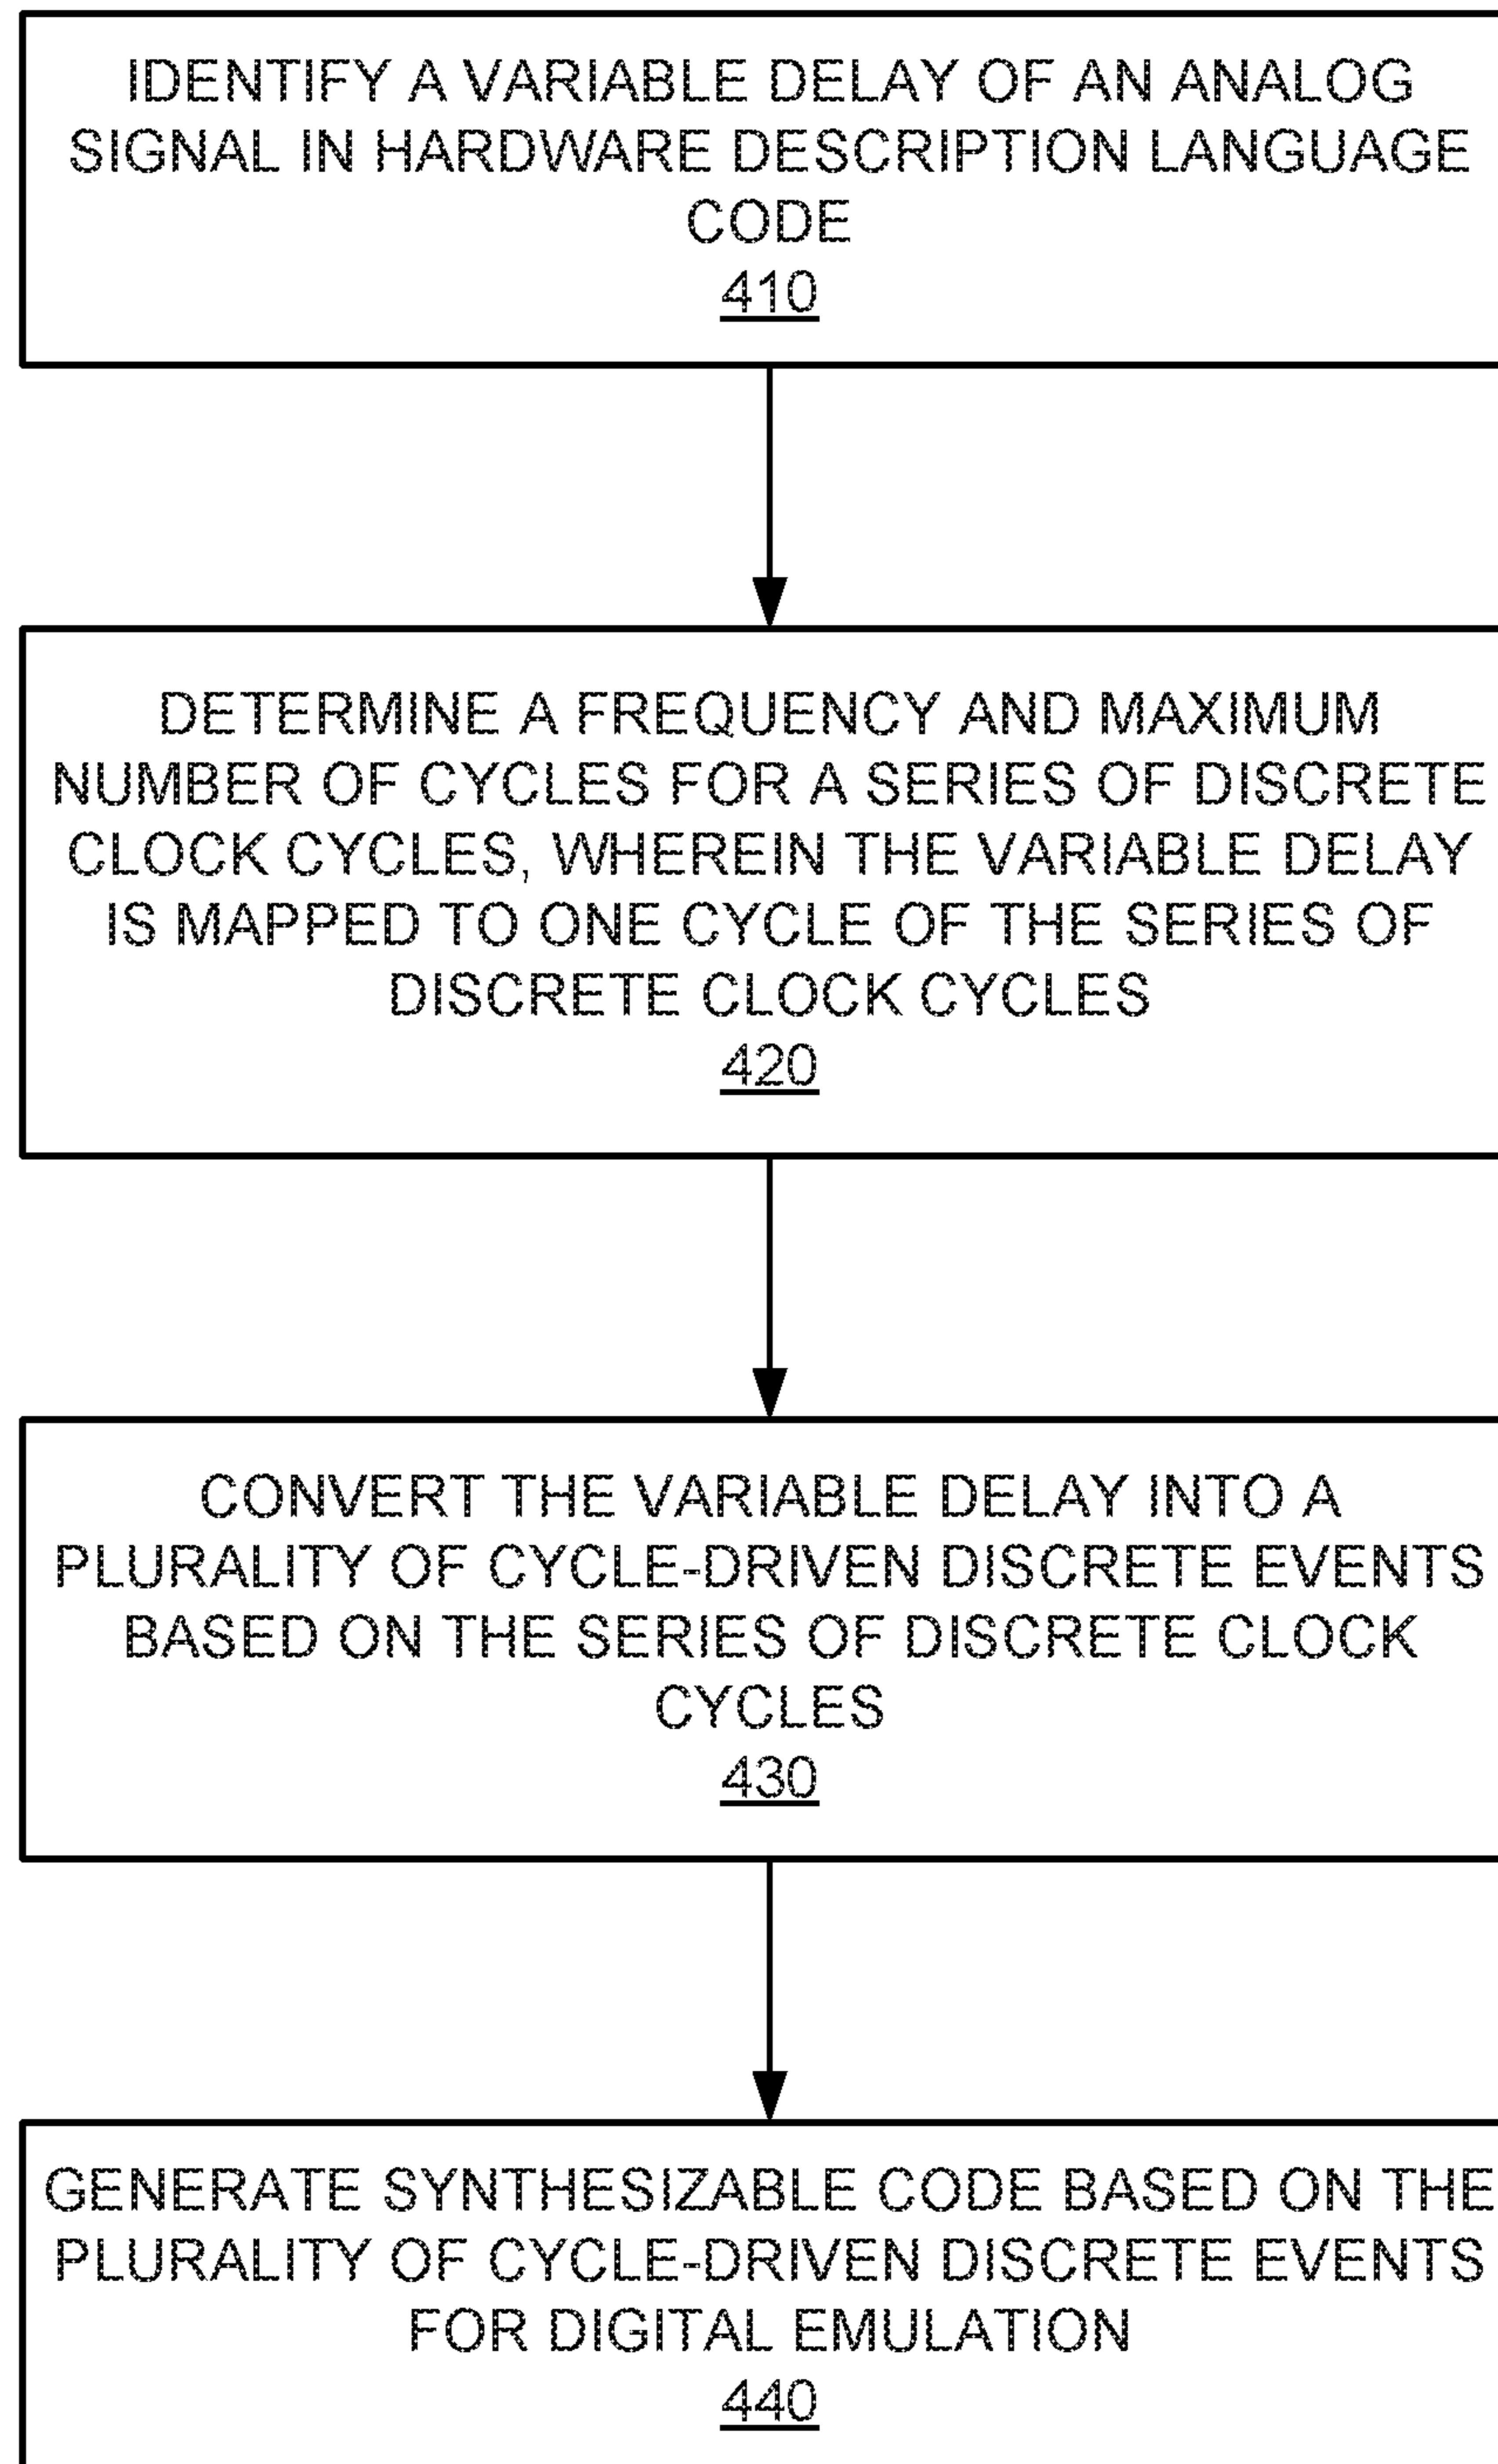 IDENTIFY A VARIABLE DELAY OF AN ANALOG
SIGNAL IN HARDWARE DESCRIPTION LANGUAGE
CODE
410
DETERMINE A FREQUENCY AND MAXIMUM
NUMBER OF CYCLES FOR A SERIES OF DISCRETE
CLOCK CYCLES, WHEREIN THE VARIABLE DELAY
IS MAPPED TO ONE CYCLE OF THE SERIES OF
DISCRETE CLOCK CYCLES
420
CONVERT THE VARIABLE DELAY INTO A
PLURALITY OF CYCLE-DRIVEN DISCRETE EVENTS
BASED ON THE SERIES OF DISCRETE CLOCK
CYCLES
430
GENERATE SYNTHESIZABLE CODE BASED ON THE
PLURALITY OF CYCLE-DRIVEN DISCRETE EVENTS
FOR DIGITAL EMULATION
440